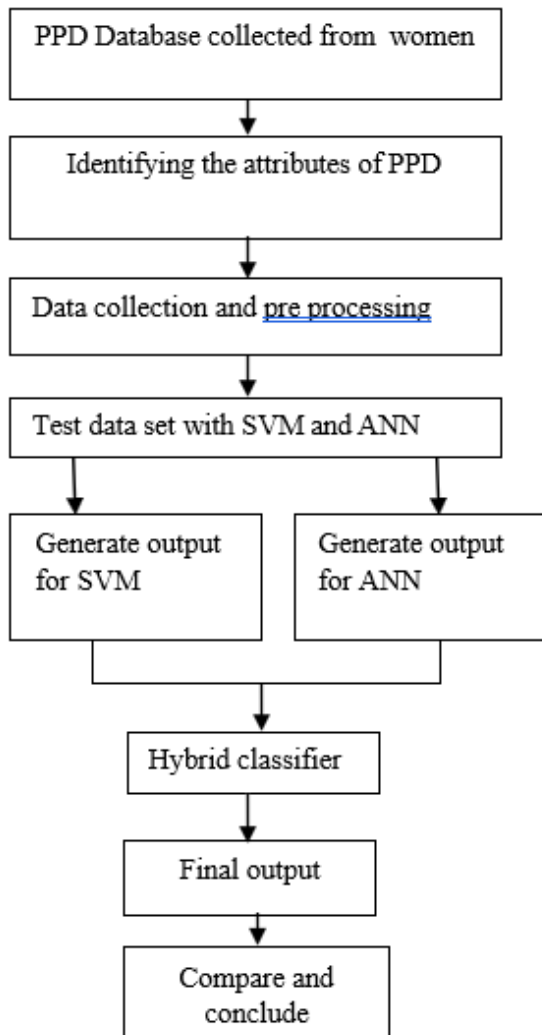 PPD Database collected from women
Identifying the attributes of PPD
Data collection and pre processing
Test data set with SVM and ANN
Generate output
for SVM
Generate output
for ANN
Hybrid classifier
Final output
Compare and
conclude